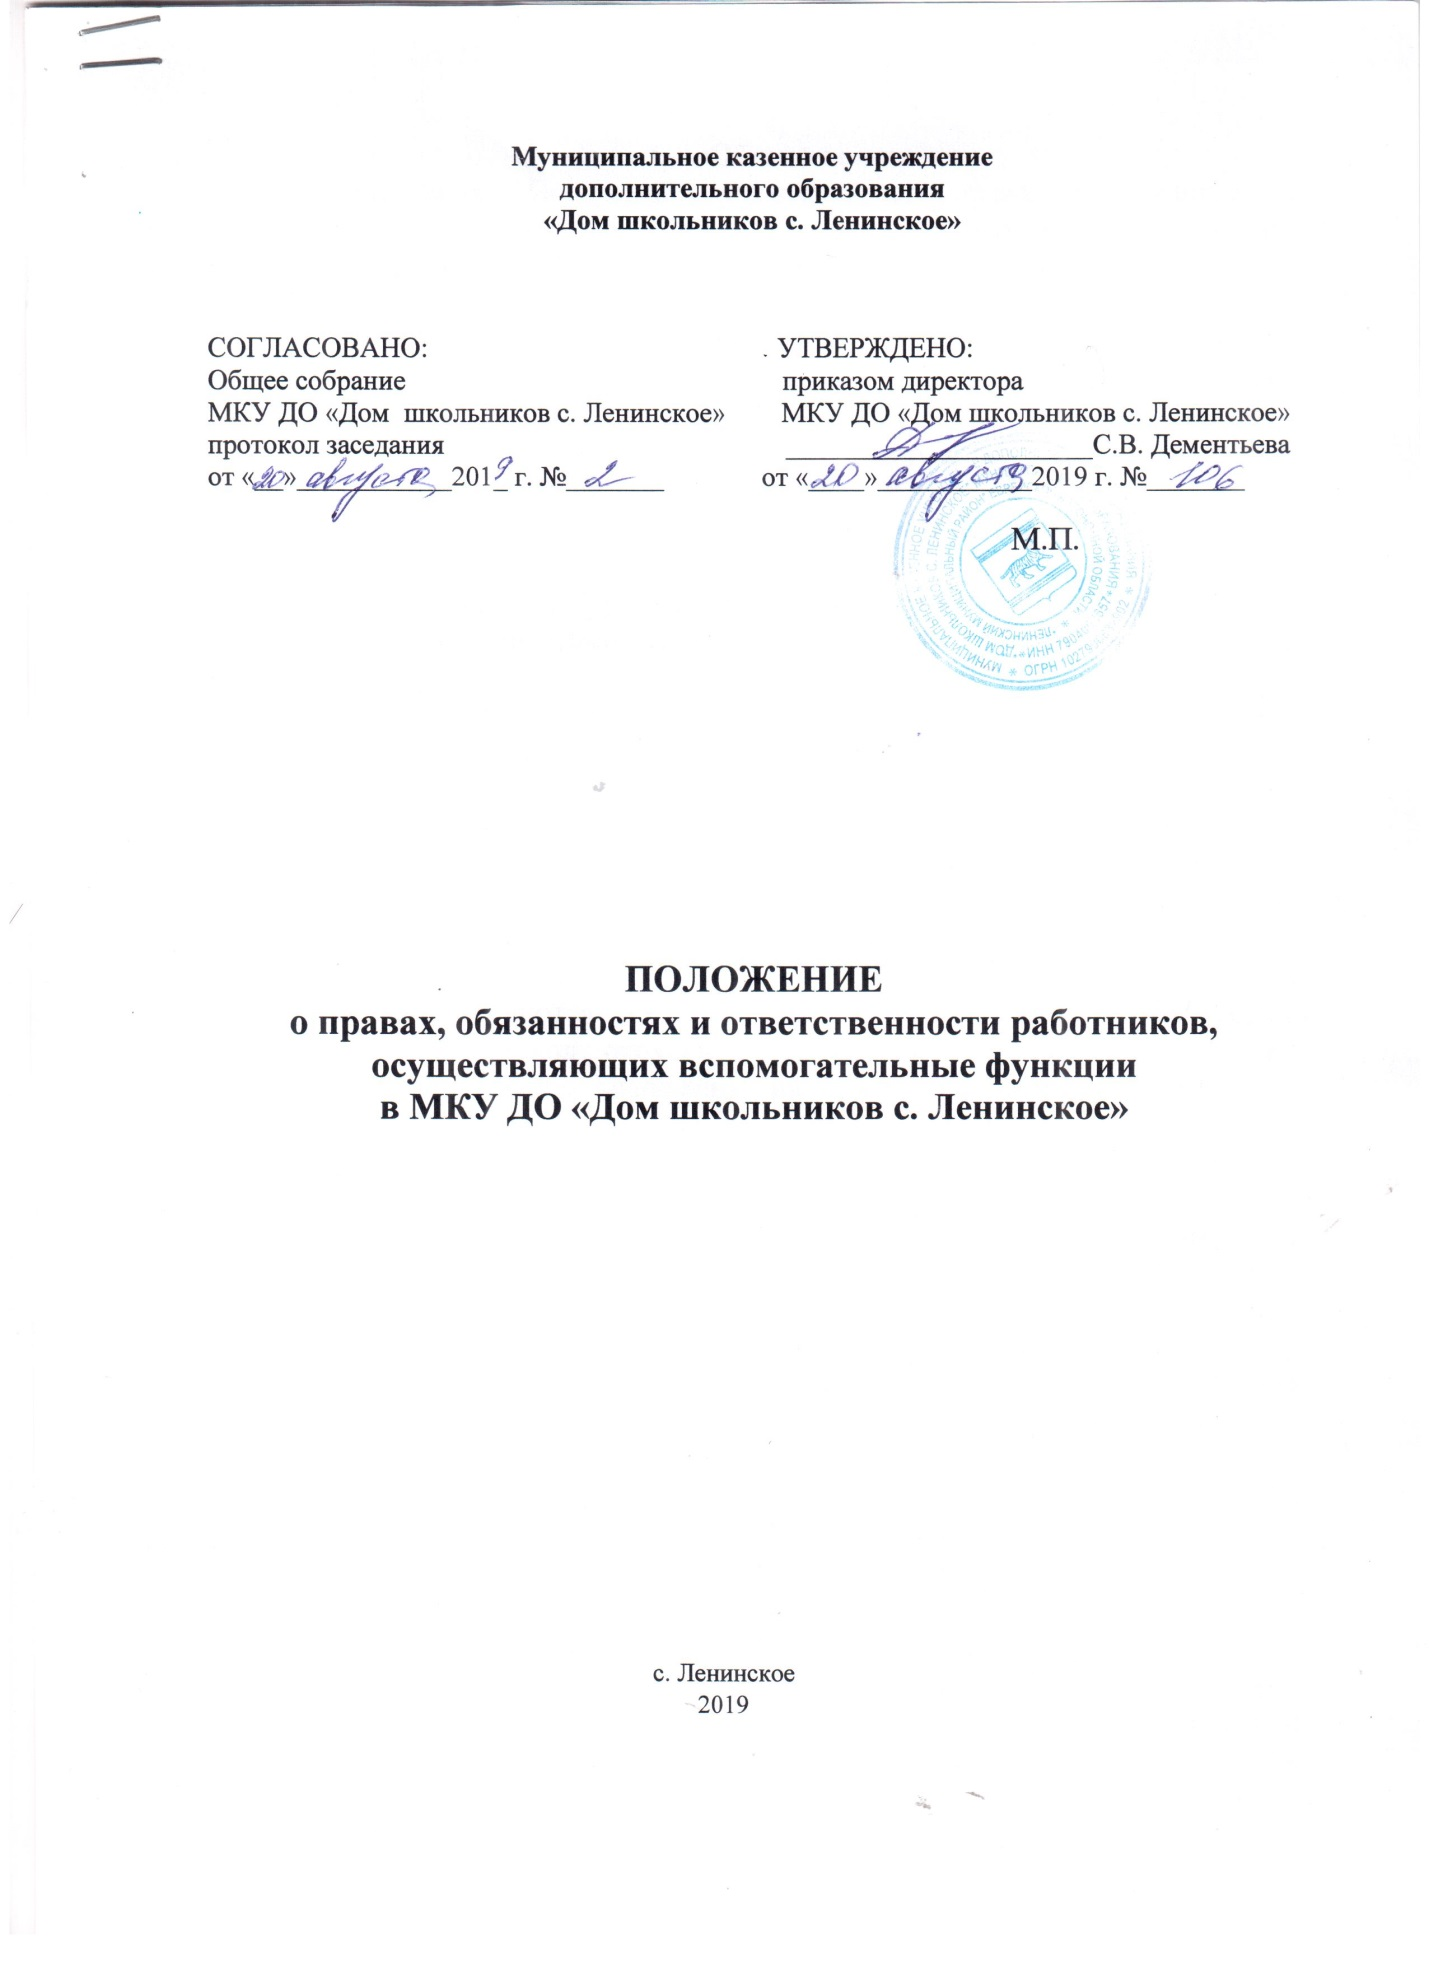 Муниципальное казенное учреждение
дополнительного образования
«Дом школьников с. Ленинское»
СОГЛАСОВАНО:
Общее собрание
МКУ ДО «Дом школьников с. Ленинское»
протокол заседания
от «20» августа 2019 г. № 2
УТВЕРЖДЕНО:
приказом директора
МКУ ДО «Дом школьников с. Ленинское»
С.В. Дементьева
от «20» августа 2019 г. № 106
М.П.
ПОЛОЖЕНИЕ
о правах, обязанностях и ответственности работников,
осуществляющих вспомогательные функции
в МКУ ДО «Дом школьников с. Ленинское»
с. Ленинское
2019